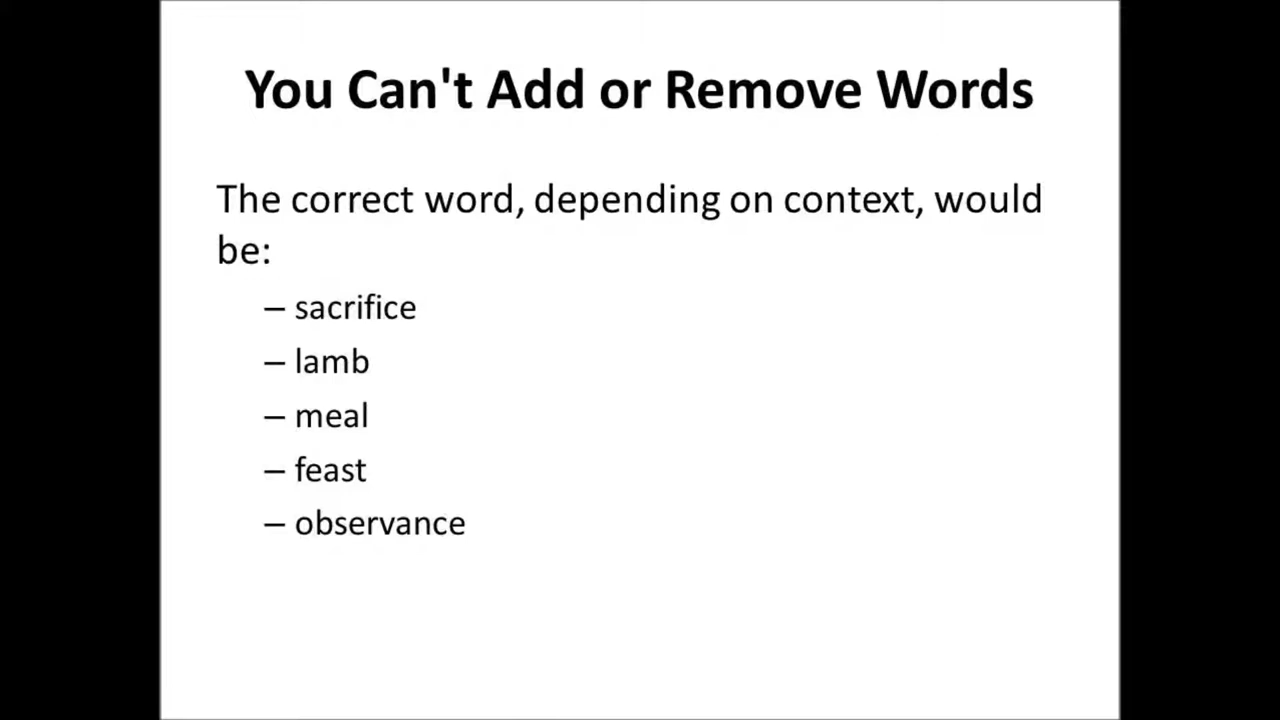 You Can't Add or Remove Words
The correct word, depending on context, would
be:
– sacrifice
– lamb
– meal
– feast
– observance